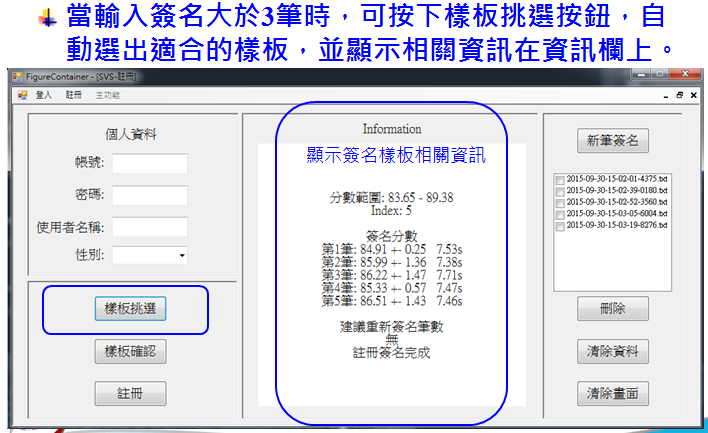 當輸入簽名大於3筆時，可按下樣板挑選按鈕，自
動選出適合的樣板，並顯示相關資訊在資訊欄上。
FigureContainer - [SVS-註冊]
登入 註冊 主功能
個人資料
帳號:
密碼:
使用者名稱:
性別:
樣板挑選
樣板確認
註冊
Information
顯示簽名樣板相關資訊
分數範圍: 83.65 - 89.38
Index: 5
簽名分數
第1筆: 84.91 +- 0.25 7.53s
第2筆: 85.99 +- 1.36 7.38s
第3筆: 86.22 +- 1.47 7.71s
第4筆: 85.33 +- 0.57 7.47s
第5筆: 86.51 +- 1.43 7.46s
建議重新簽名筆數
無
註冊簽名完成
新筆簽名
2015-09-30-15-02-01-4375.txt
2015-09-30-15-02-39-0180.txt
2015-09-30-15-02-52-3560.txt
2015-09-30-15-03-05-6004.txt
2015-09-30-15-03-19-8276.txt
刪除
清除資料
清除畫面